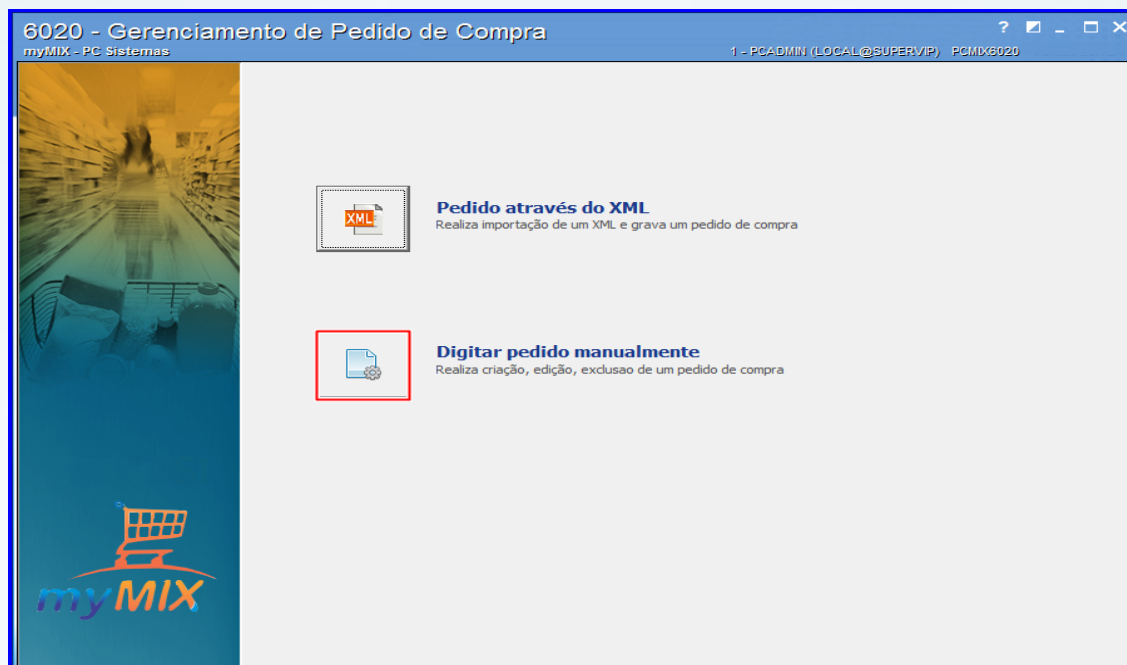 6020 - Gerenciamento de Pedido de Compra
myMIX - PC Sistemas
1 - PCADMIN (LOCAL@SUPERVIP) PCMIX6020
XML
Pedido através do XML
Realiza importação de um XML e grava um pedido de compra
Digitar pedido manualmente
Realiza criação, edição, exclusao de um pedido de compra
myMIX